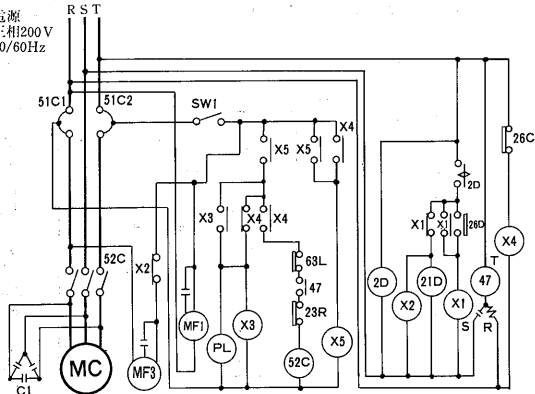 電源
三相200V
0/60Hz
R S T
51C1
51C2
SW1
X4
X5
X5
26C
2D
X3
X4
X4
X1
X1
26D
X2
52C
63L
47
23R
T
X4
2D
X2
21D
X1
47
S
R
MF1
PL
X3
X5
52C
MC
MF3
C1